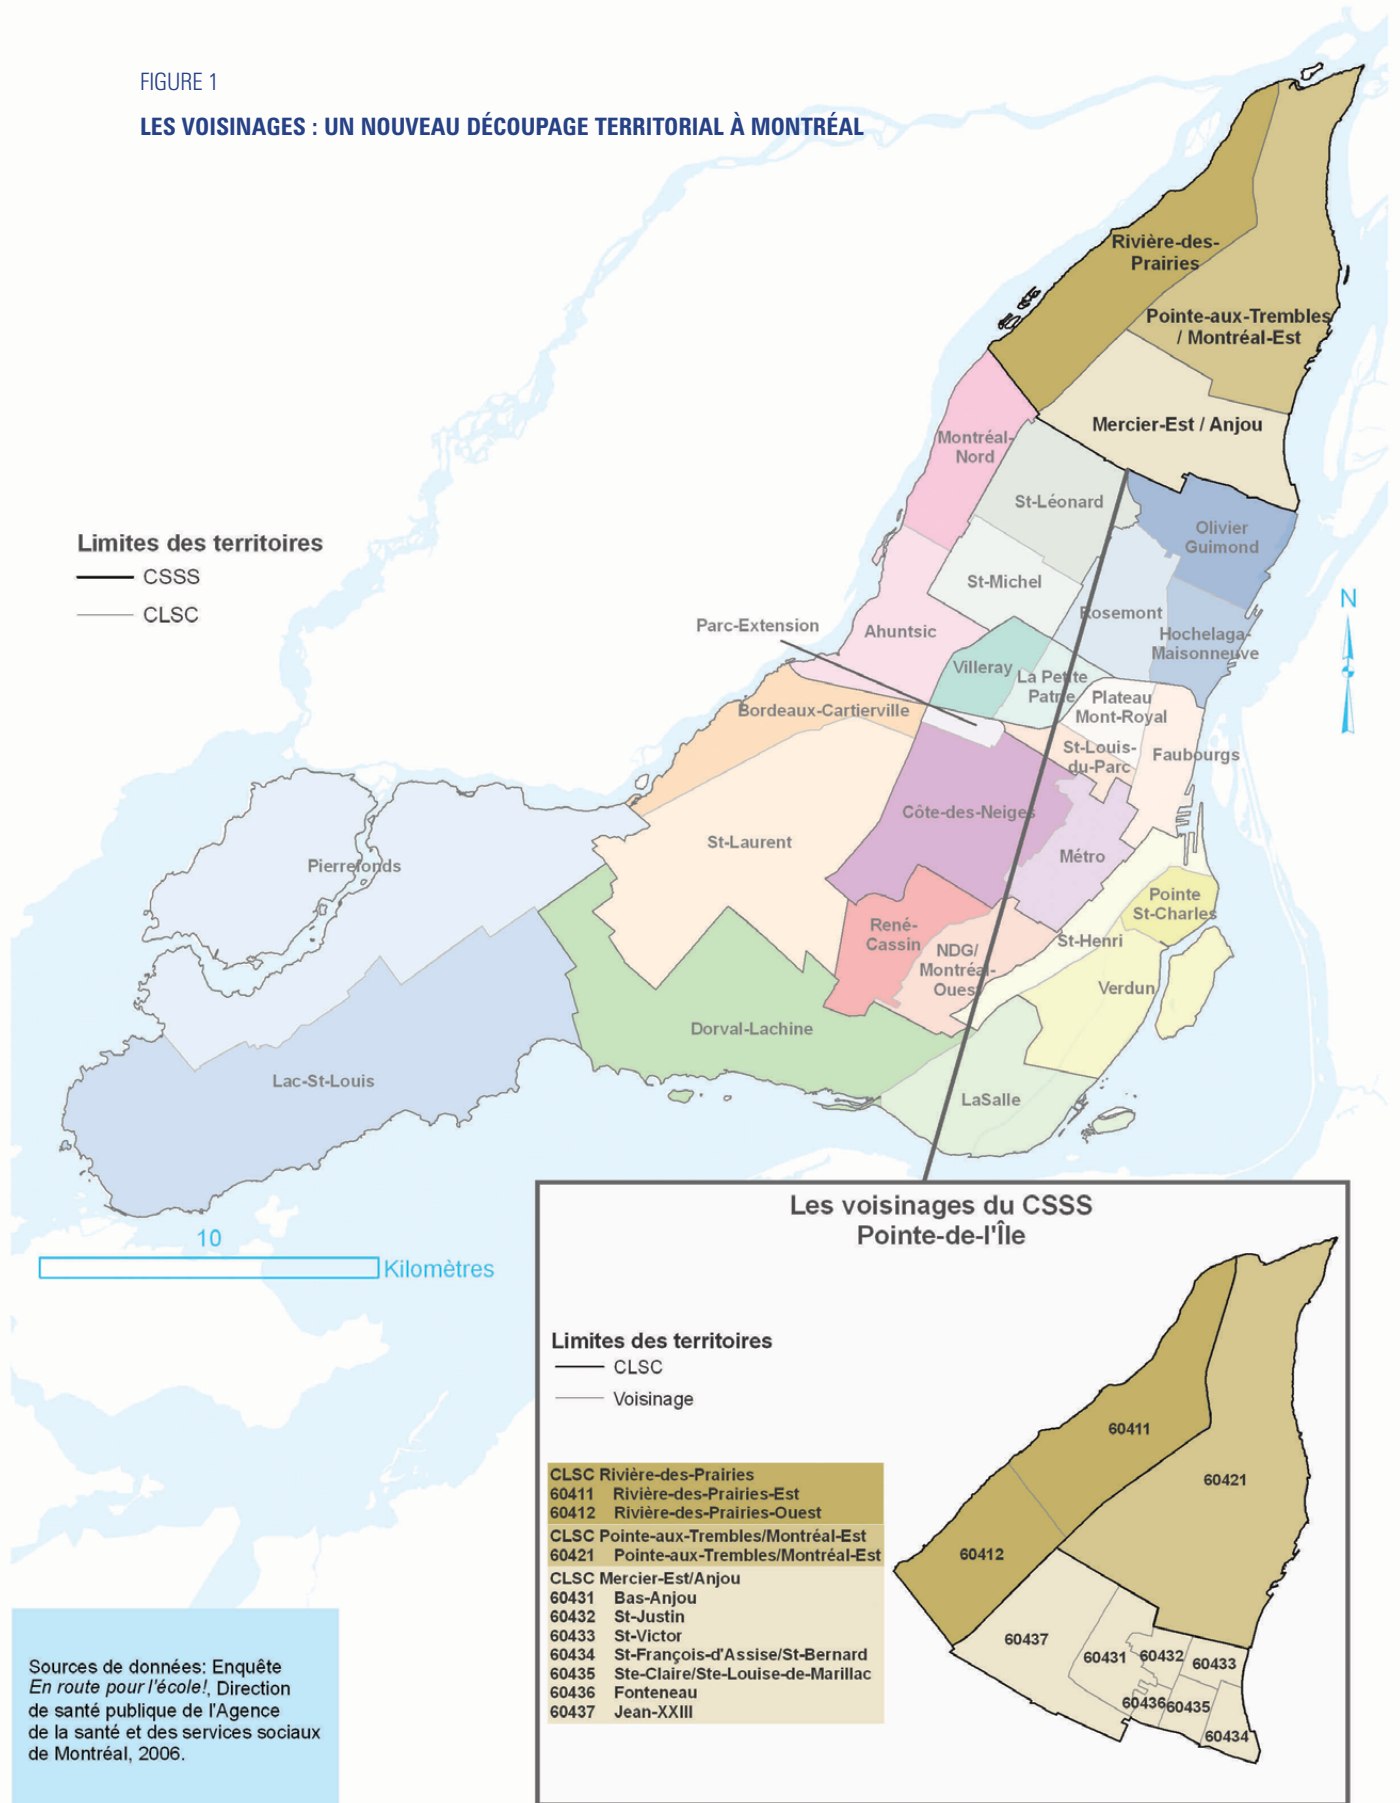 FIGURE 1
LES VOISINAGES : UN NOUVEAU DÉCOUPAGE TERRITORIAL À MONTRÉAL
Rivière-des-
Prairies
Pointe-aux-Trembles
/ Montréal-Est
Mercier-Est / Anjou
Montréal-
Nord
St-Léonard
Olivier
Guimond
Limites des territoires
CSSS
CLSC
St-Michel
N
Rosemont
Parc-Extension
Ahuntsic
Hochelaga-
Maisonneuve
Villeray
La Petite
Patrie
Plateau
Mont-Royal
Bordeaux-Cartierville
St-Louis-
du-Parc
Faubourgs
Côte-des-Neiges
St-Laurent
Métro
Pierrefonds
Pointe
St-Charles
René-
Cassin
St-Henri
NDG/
Montréal-
Ouest
Verdun
Dorval-Lachine
Lac-St-Louis
LaSalle
10
Kilomètres
Les voisinages du CSSS
Pointe-de-l'Île
Limites des territoires
CLSC
Voisinage
60411
60421
60412
60437
60431
60432
60433
60436
60435
60434
CLSC Rivière-des-Prairies
60411 Rivière-des-Prairies-Est
60412 Rivière-des-Prairies-Ouest
CLSC Pointe-aux-Trembles/Montréal-Est
60421 Pointe-aux-Trembles/Montréal-Est
CLSC Mercier-Est/Anjou
60431 Bas-Anjou
60432 St-Justin
60433 St-Victor
60434 St-François-d'Assise/St-Bernard
60435 Ste-Claire/Ste-Louise-de-Marillac
60436 Fonteneau
60437 Jean-XXIII
Sources de données: Enquête
En route pour l'école!, Direction
de santé publique de l'Agence
de la santé et des services sociaux
de Montréal, 2006.